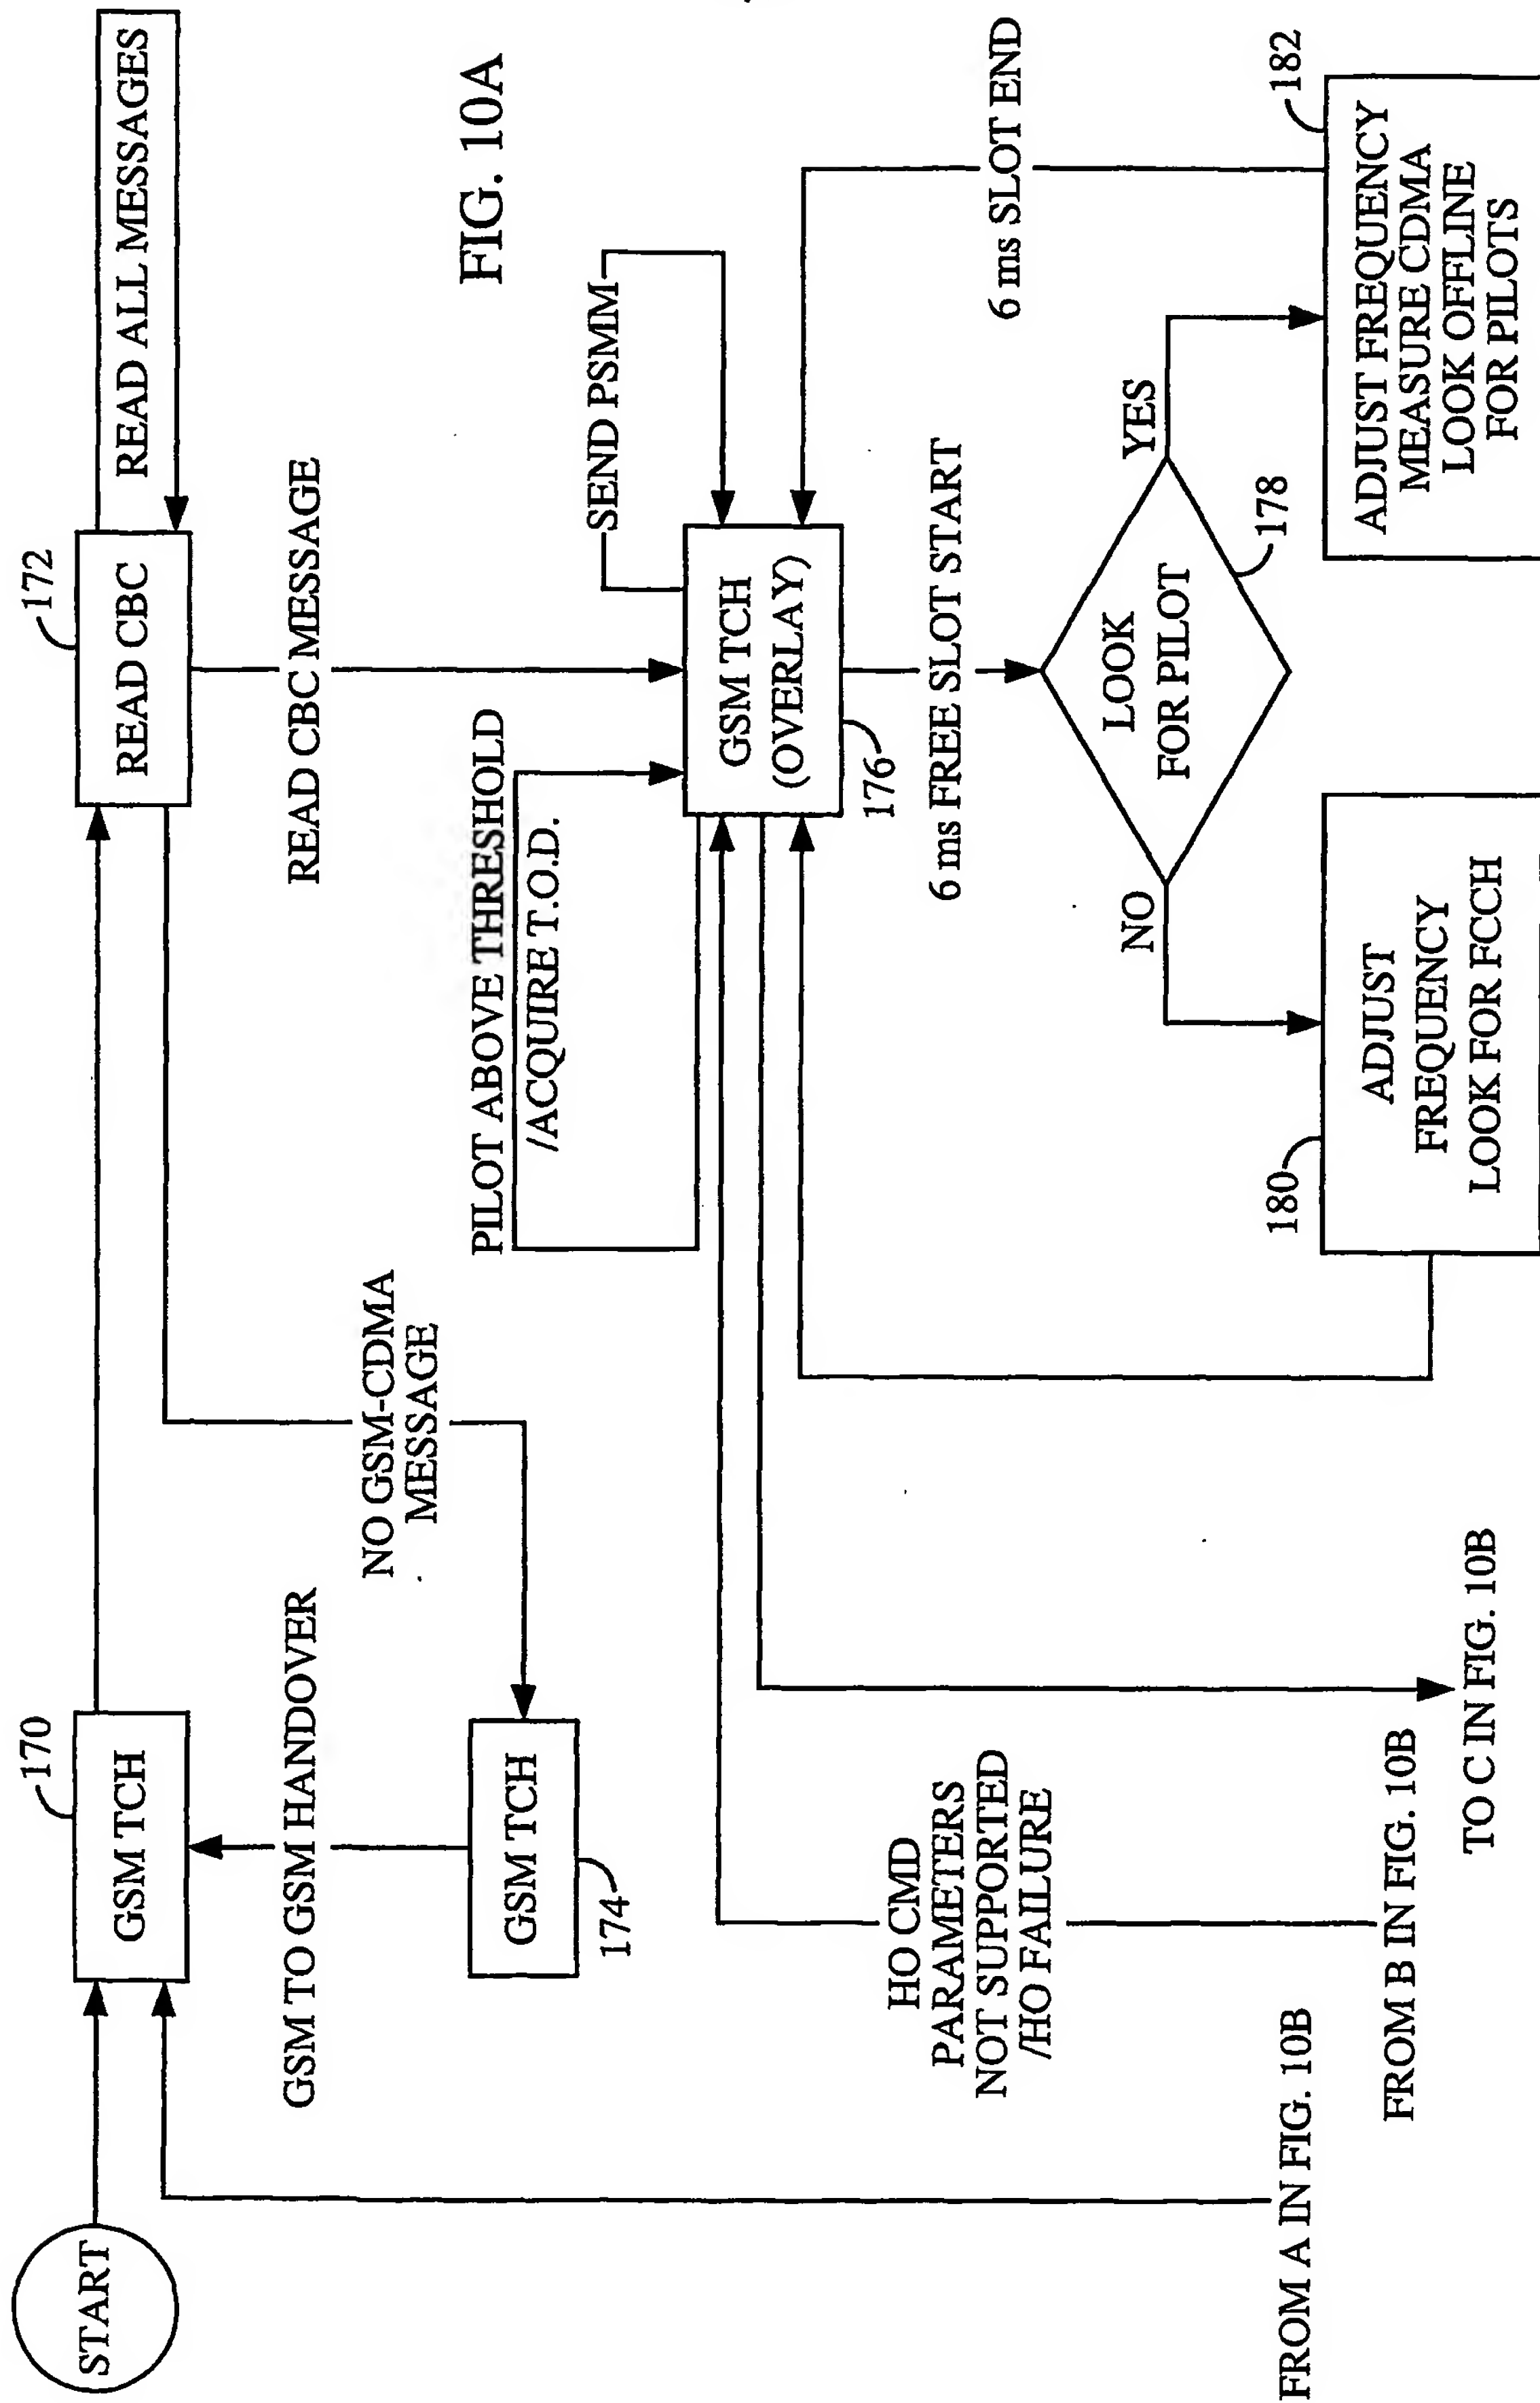 START
170
GSM TCH
172
READ CBC
READ ALL MESSAGES
GSM TO GSM HANDOVER
NO GSM-CDMA
MESSAGE
READ CBC MESSAGE
GSM TCH
174
PILOT ABOVE THRESHOLD
/ACQUIRE T.O.D.
SEND PSMM
FIG. 10A
GSM TCH
(OVERLAY)
176
HO CMD
PARAMETERS
NOT SUPPORTED
/HO FAILURE
6 ms FREE SLOT START
6 ms SLOT END
LOOK
FOR PILOT
178
NO
YES
180
ADJUST
FREQUENCY
LOOK FOR FCCH
182
ADJUST FREQUENCY
MEASURE CDMA
LOOK OFFLINE
FOR PILOTS
FROM A IN FIG. 10B
FROM B IN FIG. 10B
TO C IN FIG. 10B